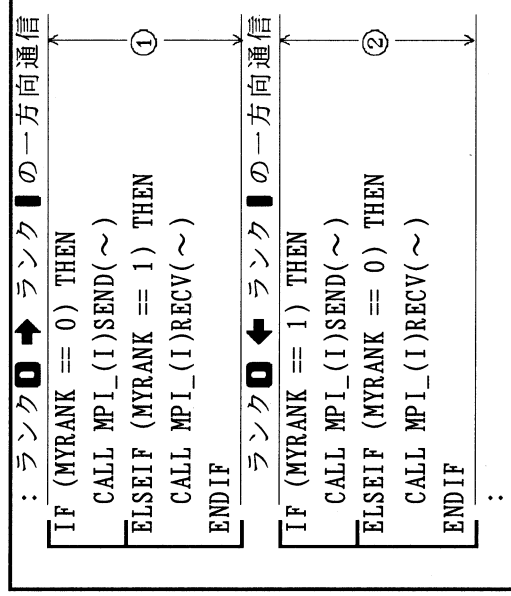 : ランク0 → ランク1 の一方向通信
IF (MYRANK == 0) THEN
CALL MPI_(I)SEND(～)
ELSEIF (MYRANK == 1) THEN
CALL MPI_(I)RECV(～)
ENDIF
①
ランク0 ← ランク1 の一方向通信
IF (MYRANK == 1) THEN
CALL MPI_(I)SEND(～)
ELSEIF (MYRANK == 0) THEN
CALL MPI_(I)RECV(～)
ENDIF
②
: